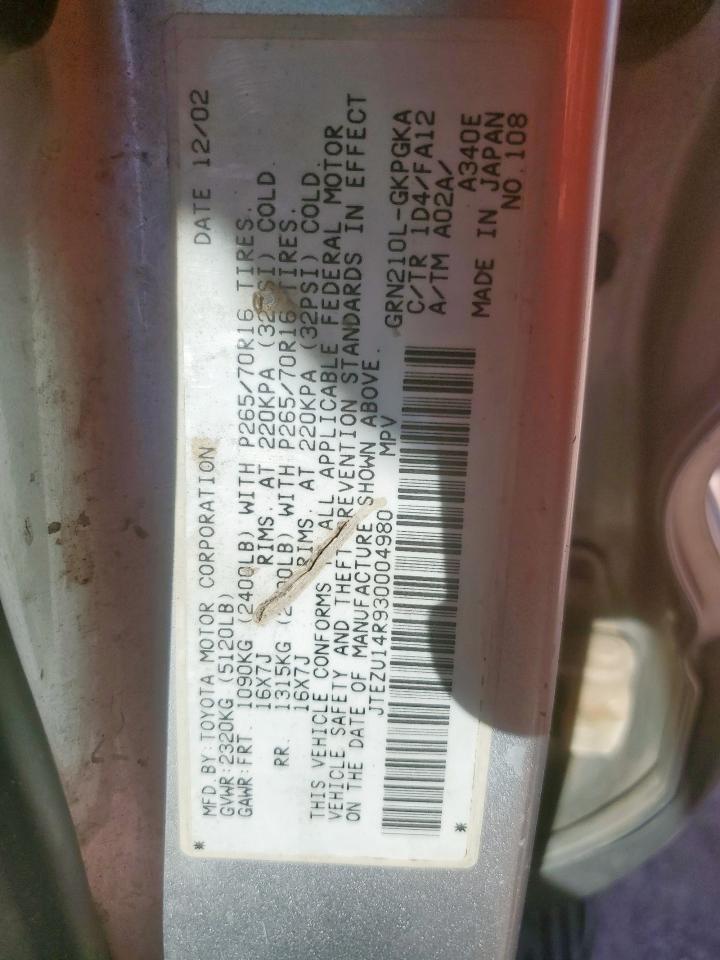 MFD.BY:TOYOTA MOTOR CORPORATION DATE 12/02
GVWR:2320KG (5120LB)
GAWR:FRT. 1090KG (2400LB) WITH P265/70R16 TIRES.
16X7J RIMS. AT 220KPA (32PSI) COLD.
RR. 1315KG LB) WITH P265/70R16 TIRES.
16X7J RIMS. AT 220KPA (32PSI) COLD.
THIS VEHICLE CONFORMS ALL APPLICABLE FEDERAL MOTOR
VEHICLE SAFETY AND THEFT PREVENTION STANDARDS IN EFFECT
ON THE DATE OF MANUFACTURE SHOWN ABOVE.
JTEZU14R930004980 MPV
GRN210L-GKPGKA
C/TR 1D4/FA12
A/TM A02A/
A340E
MADE IN JAPAN
NO.108
* *